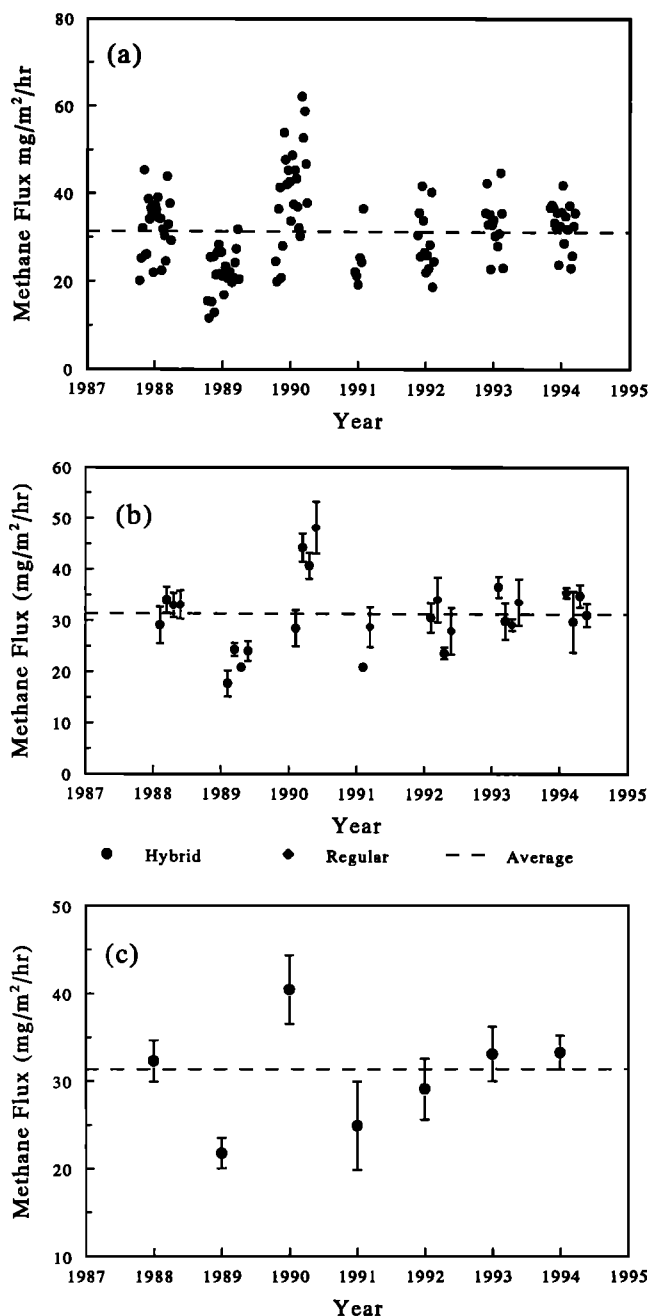 (a)
Methane Flux mg/m²/hr
80
60
40
20
0
1987 1988 1989 1990 1991 1992 1993 1994 1995
Year
(b)
Methane Flux (mg/m²/hr)
60
50
40
30
20
10
0
1987 1988 1989 1990 1991 1992 1993 1994 1995
Year
Hybrid Regular Average
(c)
Methane Flux (mg/m²/hr)
50
40
30
20
10
1987 1988 1989 1990 1991 1992 1993 1994 1995
Year